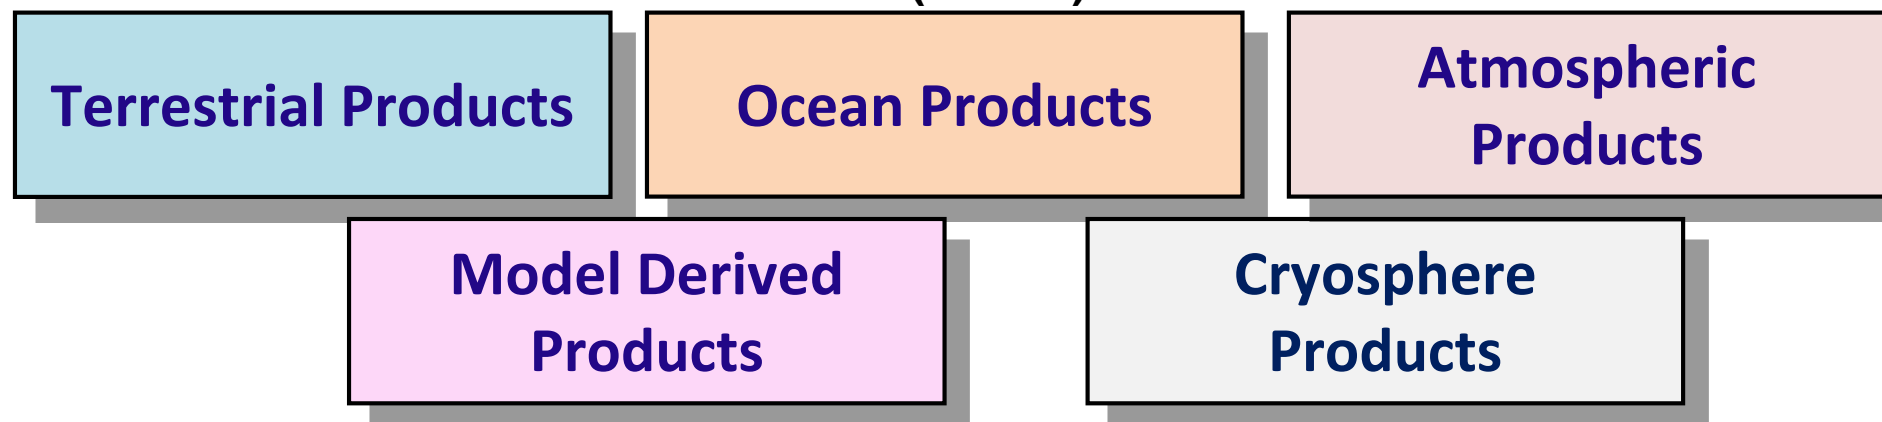 Terrestrial Products
Ocean Products
Atmospheric
Products
Model Derived
Products
Cryosphere
Products